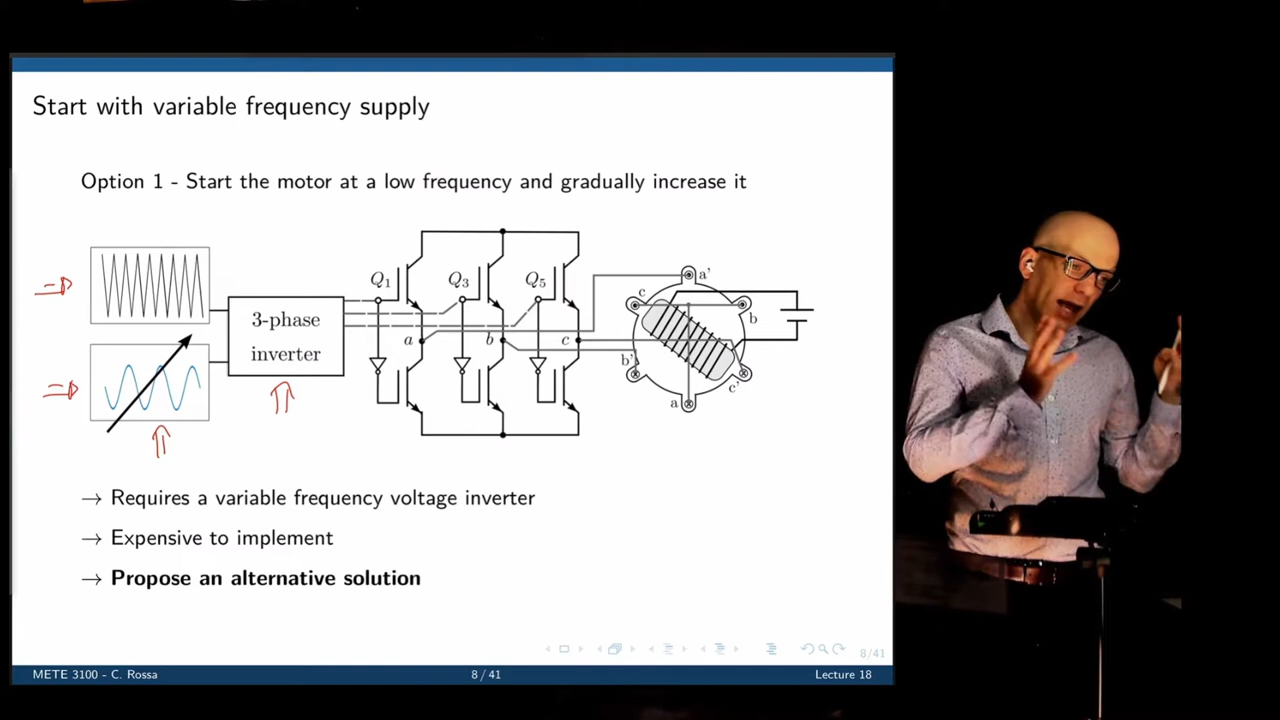 Start with variable frequency supply
Option 1 - Start the motor at a low frequency and gradually increase it
Q1
Q3
Q5
3-phase
inverter
a
b
c
a'
c
b
b'
c'
a
→ Requires a variable frequency voltage inverter
→ Expensive to implement
→ Propose an alternative solution
8/41
METE 3100 - C. Rossa
8 / 41
Lecture 18